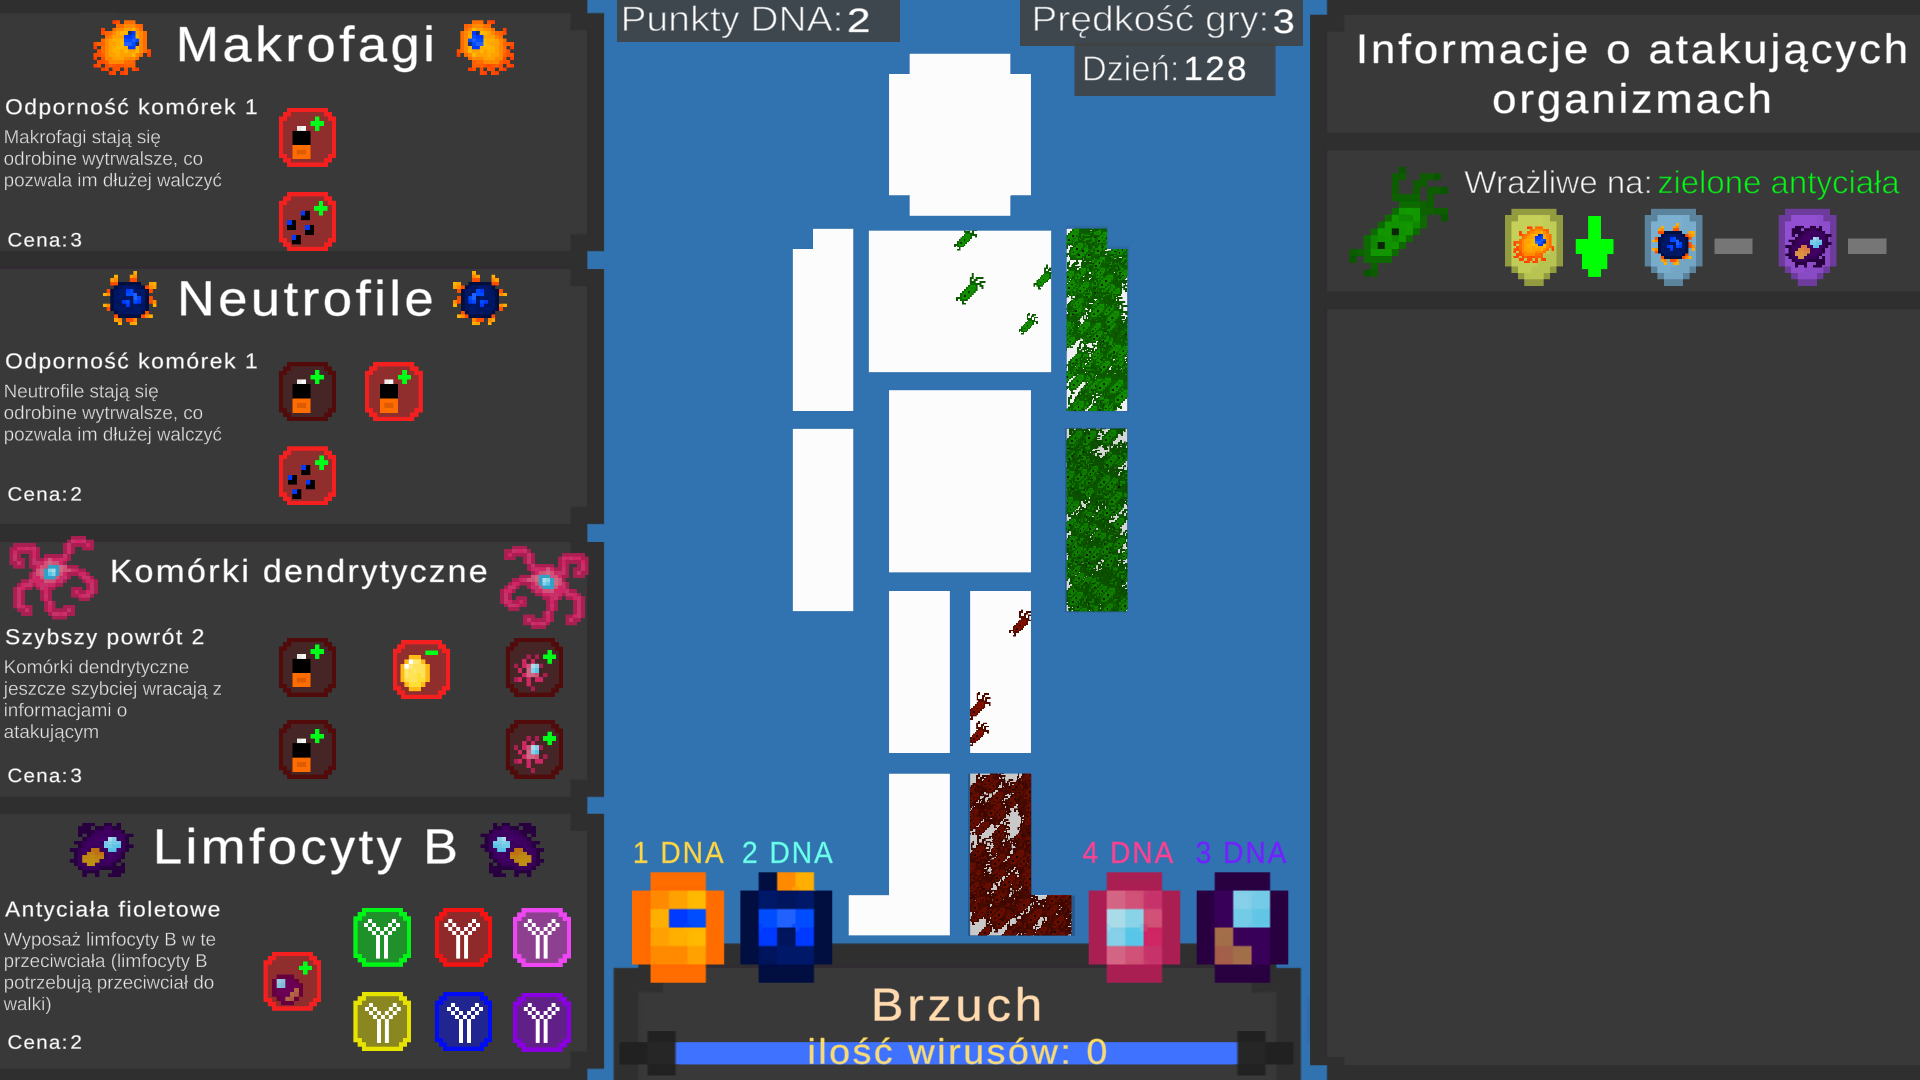 Makrofagi
Odporność komórek 1
Makrofagi stają się
odrobine wytrwalsze, co
pozwala im dłużej walczyć
Cena:3
Neutrofile
Odporność komórek 1
Neutrofile stają się
odrobine wytrwalsze, co
pozwala im dłużej walczyć
Cena:2
Komórki dendrytyczne
Szybszy powrót 2
Komórki dendrytyczne
jeszcze szybciej wracają z
informacjami o
atakującym
Cena:3
Limfocyty B
Antyciała fioletowe
Wyposaż limfocyty B w te
przeciwciała (limfocyty B
potrzebują przeciwciał do
walki)
Cena:2
Punkty DNA:2
Prędkość gry:3
Dzień:128
1 DNA
2 DNA
4 DNA
3 DNA
Brzuch
ilość wirusów: 0
Informacje o atakujących
organizmach
Wrażliwe na: zielone antyciała